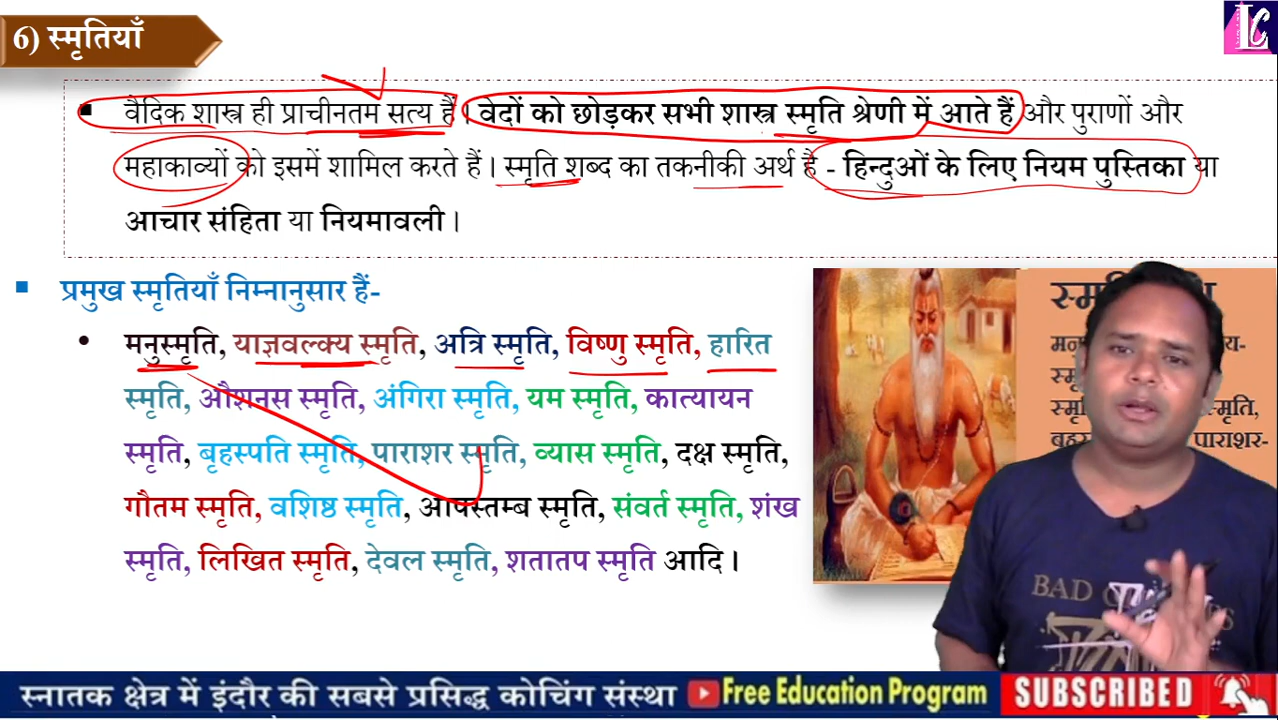 6) स्मृतियाँ
LC
वैदिक शास्त्र ही प्राचीनतम सत्य हैं। वेदों को छोड़कर सभी शास्त्र स्मृति श्रेणी में आते हैं और पुराणों और
महाकाव्यों को इसमें शामिल करते हैं। स्मृति शब्द का तकनीकी अर्थ है - हिन्दुओं के लिए नियम पुस्तिका या
आचार संहिता या नियमावली।
प्रमुख स्मृतियाँ निम्नानुसार हैं-
मनुस्मृति, याज्ञवल्क्य स्मृति, अत्रि स्मृति, विष्णु स्मृति, हारित
स्मृति, औशनस स्मृति, अंगिरा स्मृति, यम स्मृति, कात्यायन
स्मृति, बृहस्पति स्मृति, पाराशर स्मृति, व्यास स्मृति, दक्ष स्मृति,
गौतम स्मृति, वशिष्ठ स्मृति, आपस्तम्ब स्मृति, संवर्त स्मृति, शंख
स्मृति, लिखित स्मृति, देवल स्मृति, शतातप स्मृति आदि।
पाराशर-
BAD
स्नातक क्षेत्र में इंदौर की सबसे प्रसिद्ध कोचिंग संस्था Free Education Program SUBSCRIBED